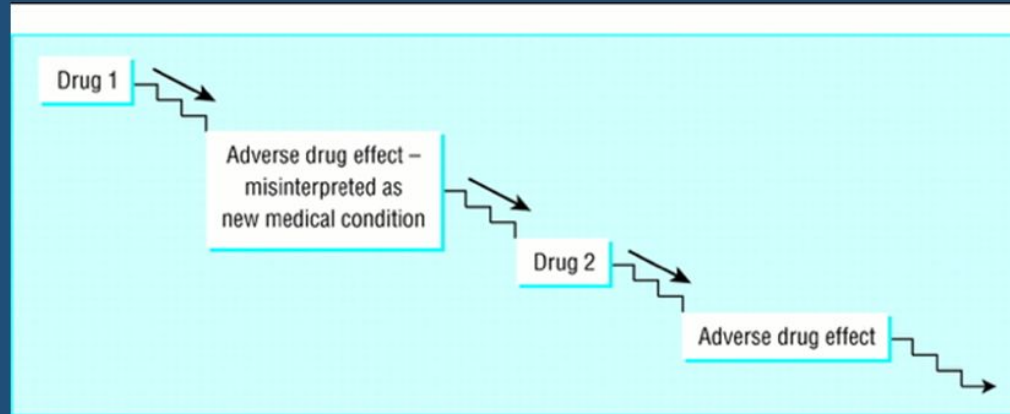 Drug 1
Adverse drug effect –
misinterpreted as
new medical condition
Drug 2
Adverse drug effect